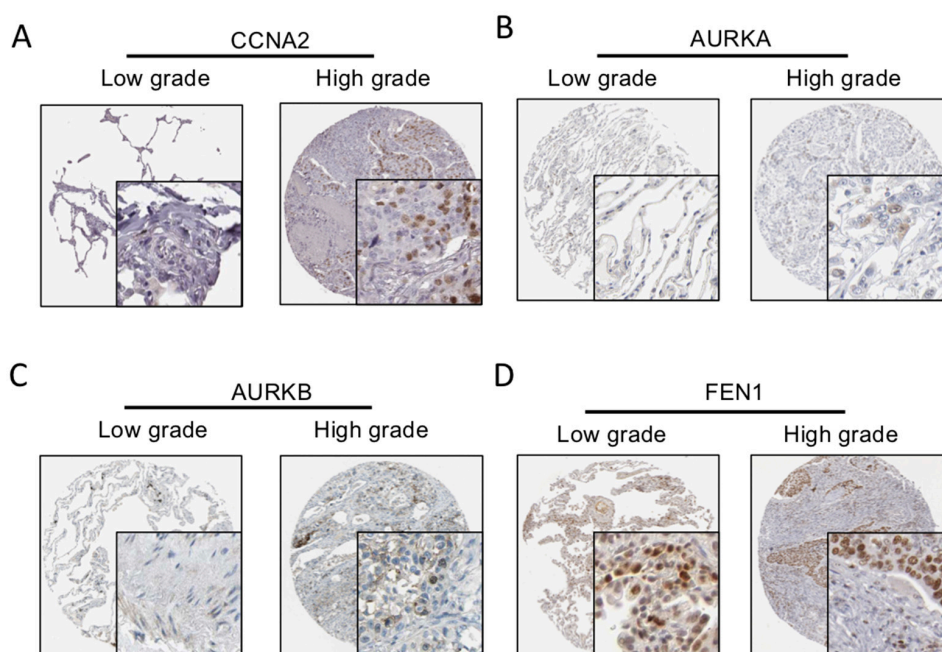 A
CCNA2
Low grade
High grade
B
AURKA
Low grade
High grade
C
AURKB
Low grade
High grade
D
FEN1
Low grade
High grade